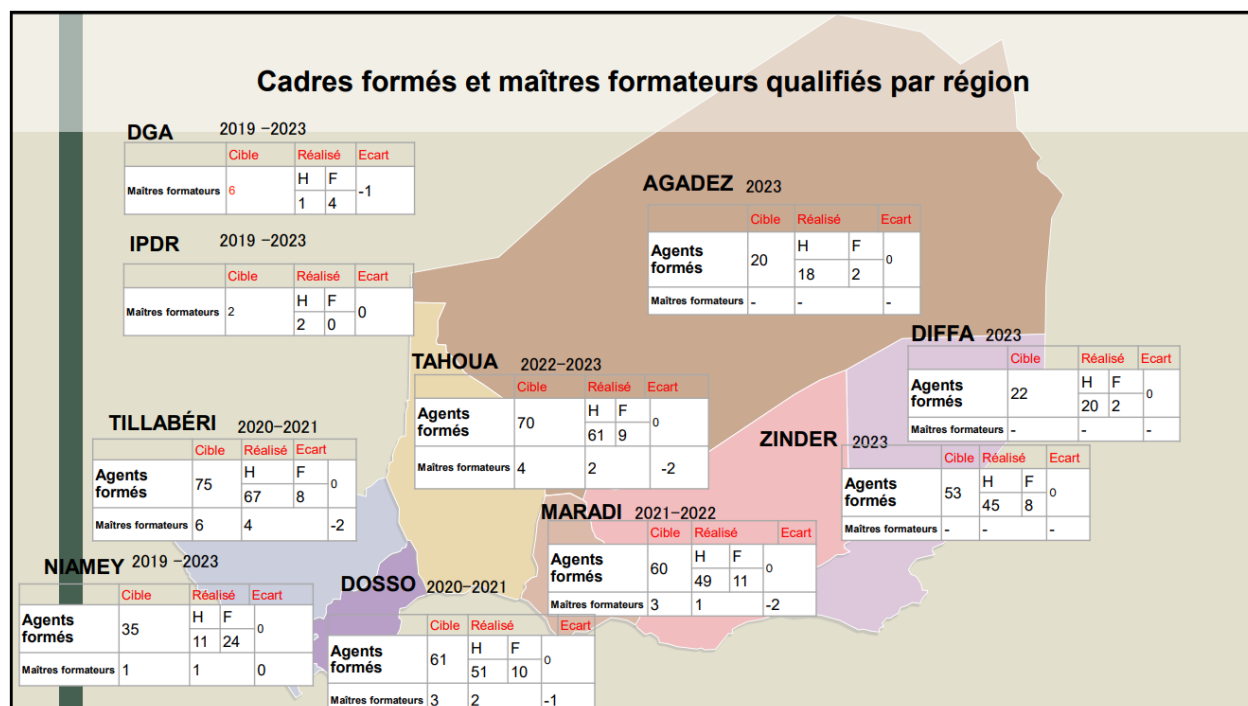 Cadres formés et maîtres formateurs qualifiés par région
DGA 2019 -2023
Cible Réalisé Ecart
Maîtres formateurs 6 H F -1
1 4
IPDR 2019 -2023
Cible Réalisé Ecart
Maîtres formateurs 2 H F 0
2 0
AGADEZ 2023
Cible Réalisé Ecart
Agents formés 20 H F 0
18 2
Maîtres formateurs - - -
DIFFA 2023
Cible Réalisé Ecart
Agents formés 22 H F 0
20 2
Maîtres formateurs - - -
TAHOUA 2022-2023
Cible Réalisé Ecart
Agents formés 70 H F 0
61 9
Maîtres formateurs 4 2 -2
TILLABÉRI 2020-2021
Cible Réalisé Ecart
Agents formés 75 H F 0
67 8
Maîtres formateurs 6 4 -2
ZINDER 2023
Cible Réalisé Ecart
Agents formés 53 H F 0
45 8
Maîtres formateurs - - -
MARADI 2021-2022
Cible Réalisé Ecart
Agents formés 60 H F 0
49 11
Maîtres formateurs 3 1 -2
NIAMEY 2019 -2023
Cible Réalisé Ecart
Agents formés 35 H F 0
11 24
Maîtres formateurs 1 1 0
DOSSO 2020-2021
Cible Réalisé Ecart
Agents formés 61 H F 0
51 10
Maîtres formateurs 3 2 -1